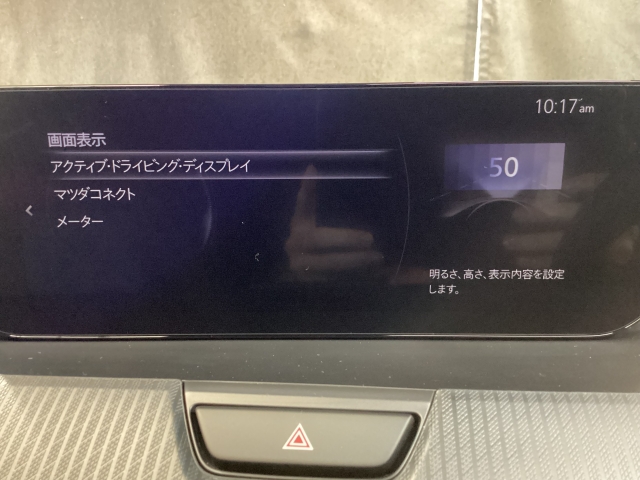 10:17 am
画面表示
アクティブ・ドライビング・ディスプレイ
マツダコネクト
メーター
50
明るさ、高さ、表示内容を設定
します。